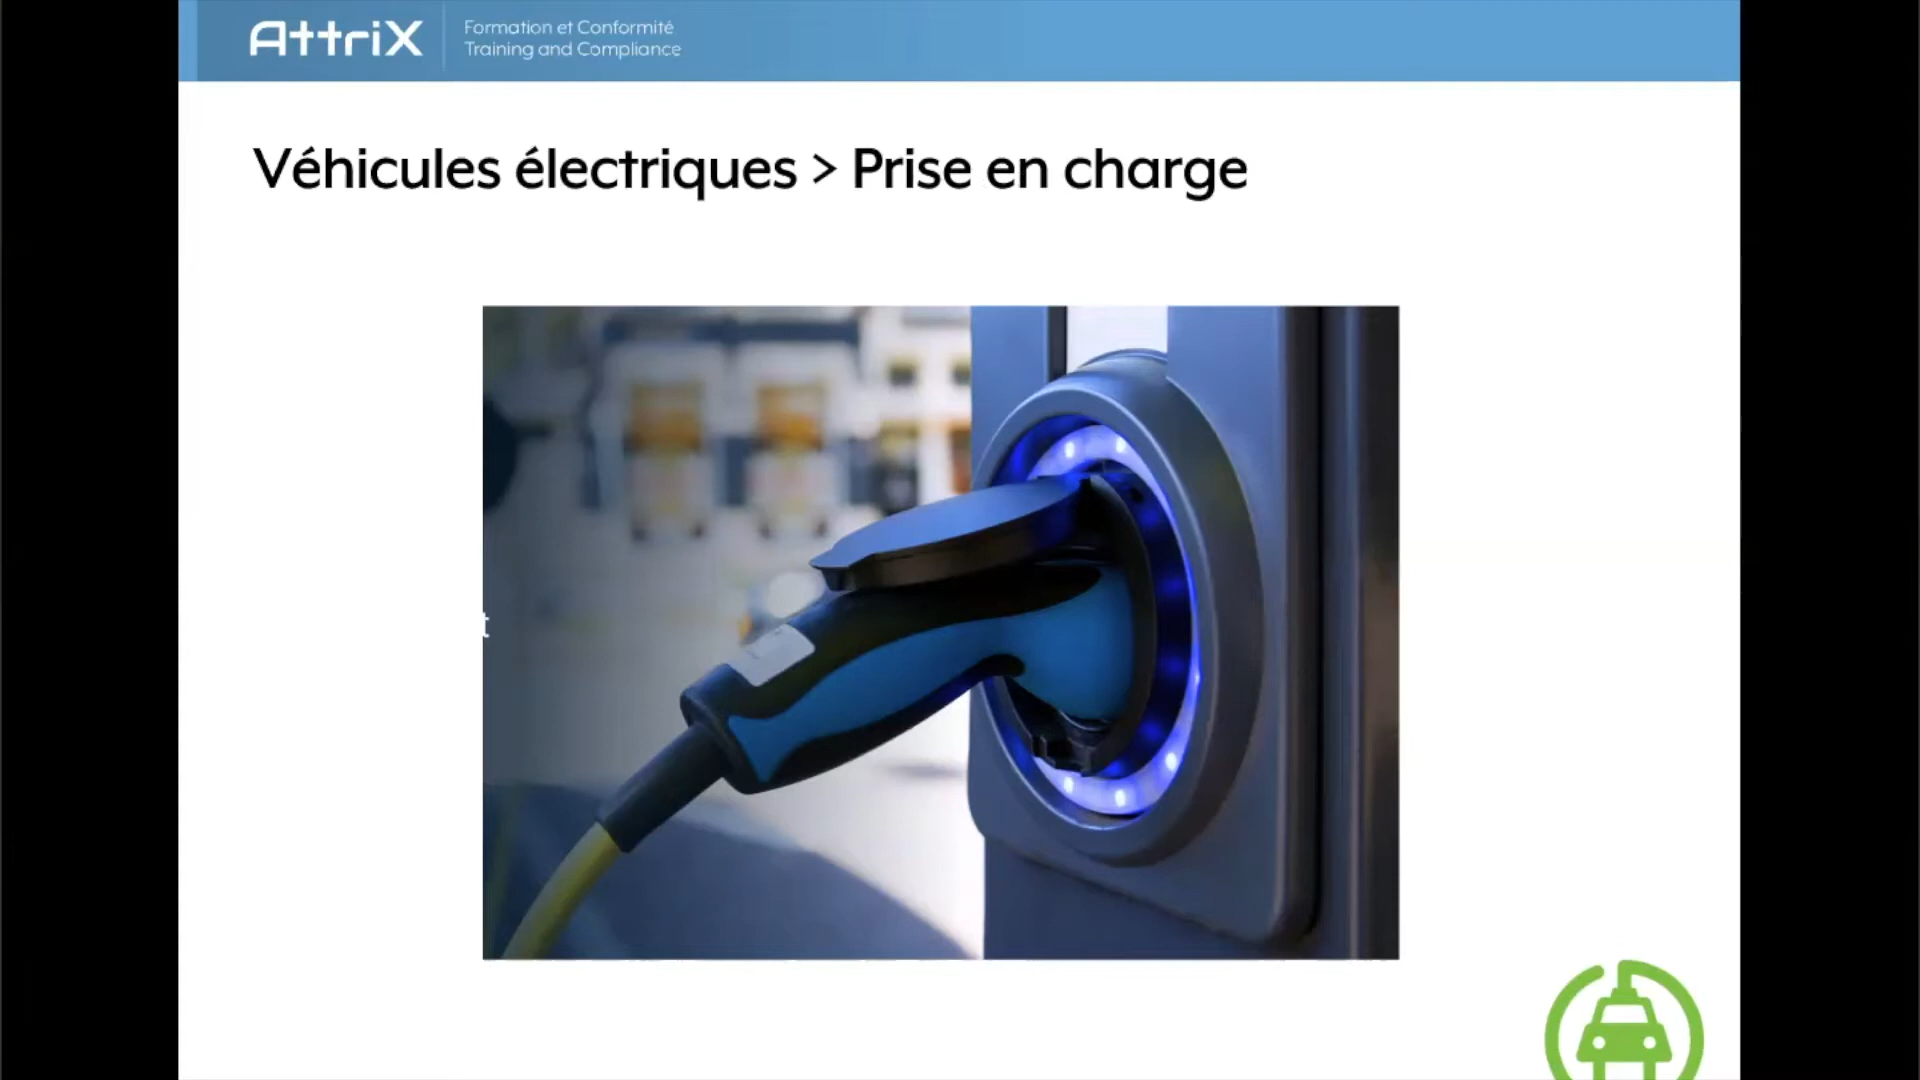 AttriX
Formation et Conformité
Training and Compliance
Véhicules électriques > Prise en charge
t